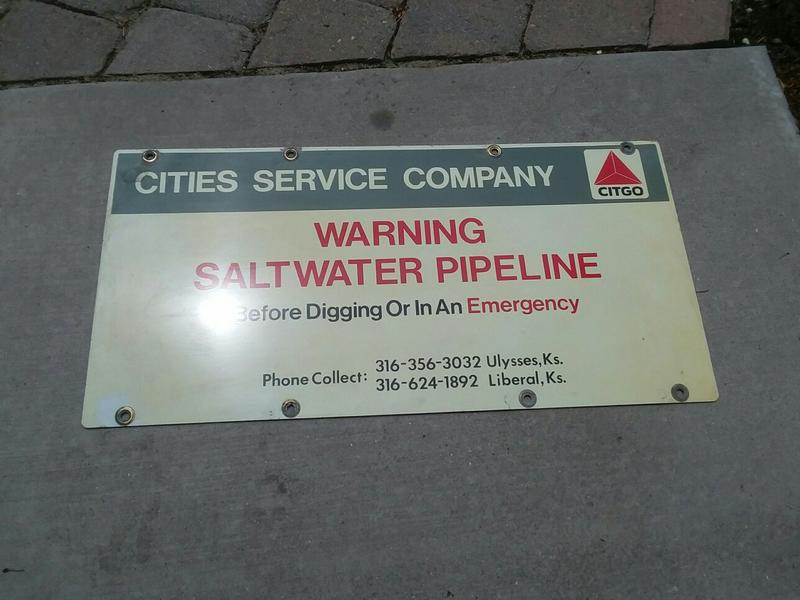 CITIES SERVICE COMPANY
CITGO
WARNING
SALTWATER PIPELINE
Before Digging Or In An Emergency
Phone Collect: 316-356-3032 Ulysses, Ks.
316-624-1892 Liberal, Ks.